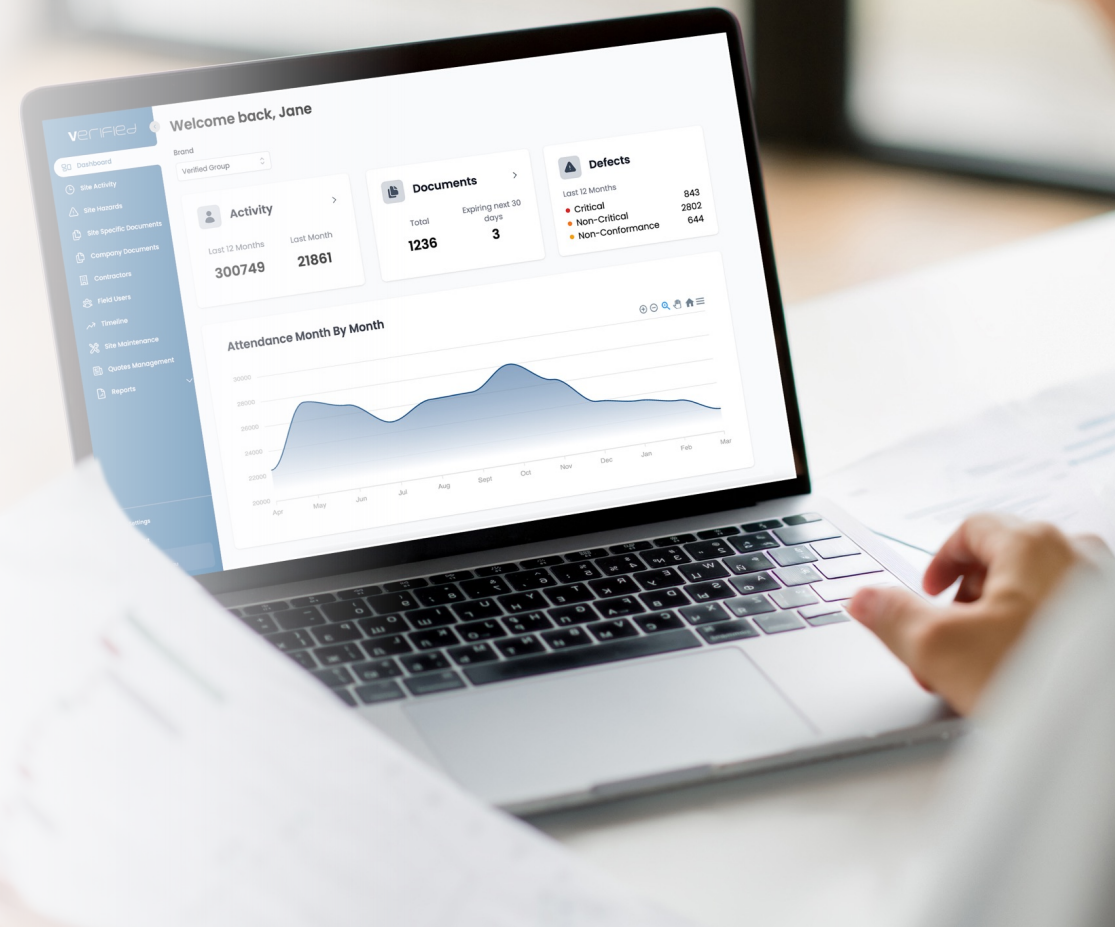 verified
Dashboard
Site Activity
Site Hazards
Site Specific Documents
Company Documents
Contractors
Field Users
Timeline
Site Maintenance
Quotes Management
Reports
Welcome back, Jane
Brand
Verified Group
Activity
Last 12 Months
Last Month
300749
21861
Documents
Total
Expiring next 30
days
1236
3
Defects
Last 12 Months
Critical
843
Non-Critical
2802
Non-Conformance
644
Attendance Month By Month
30000
28000
26000
24000
22000
20000
Apr
May
Jun
Jul
Aug
Sept
Oct
Nov
Dec
Jan
Feb
Mar